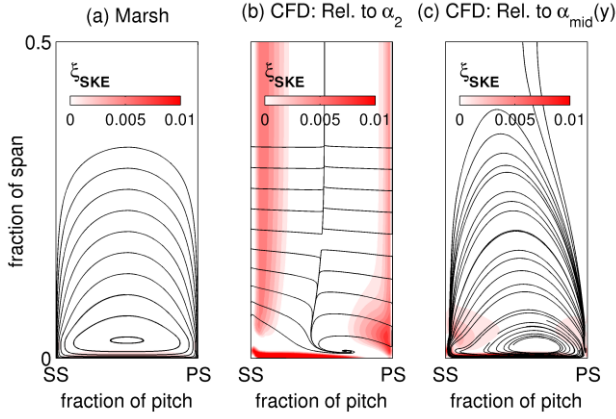 (a) Marsh
(b) CFD: Rel. to α2
(c) CFD: Rel. to αmid(y)
0.5
ξSKE
0 0.005 0.01
ξSKE
0 0.005 0.01
ξSKE
0 0.005 0.01
fraction of span
0
SS PS
SS PS
SS PS
fraction of pitch
fraction of pitch
fraction of pitch